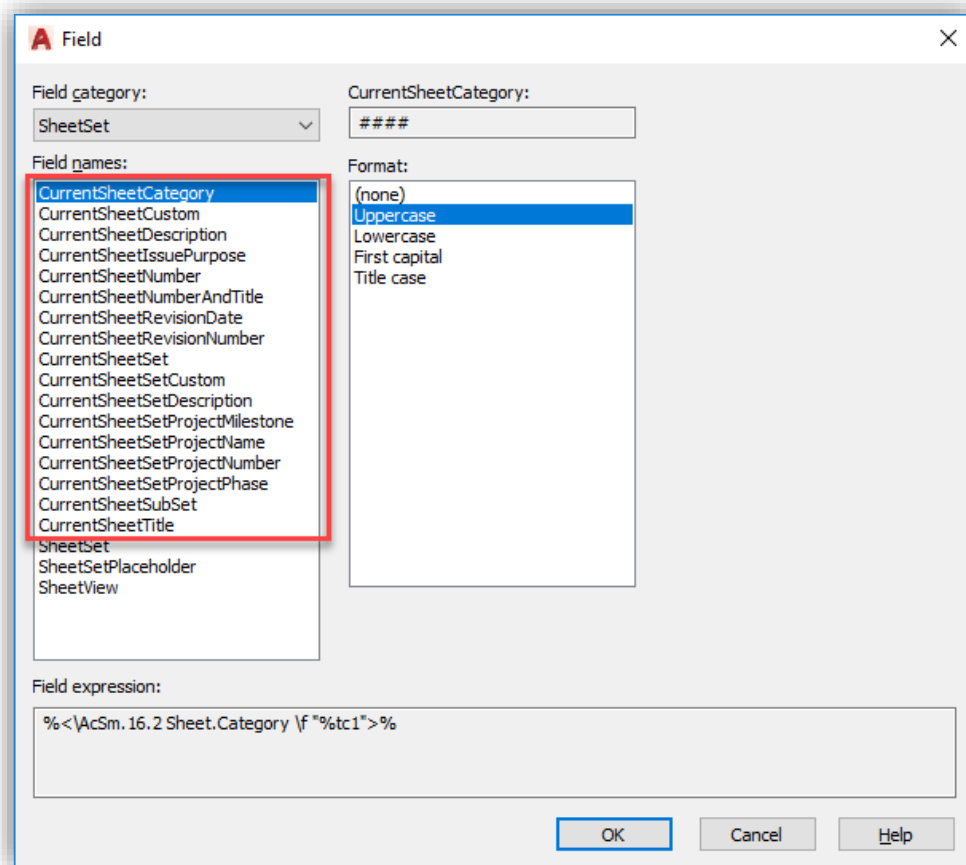 Field
Field category:
SheetSet
Field names:
CurrentSheetCategory
CurrentSheetCustom
CurrentSheetDescription
CurrentSheetIssuePurpose
CurrentSheetNumber
CurrentSheetNumberAndTitle
CurrentSheetRevisionDate
CurrentSheetRevisionNumber
CurrentSheetSet
CurrentSheetSetCustom
CurrentSheetSetDescription
CurrentSheetSetProjectMilestone
CurrentSheetSetProjectName
CurrentSheetSetProjectNumber
CurrentSheetSetProjectPhase
CurrentSheetSubSet
CurrentSheetTitle
SheetSet
SheetSetPlaceholder
SheetView
CurrentSheetCategory:
####
Format:
(none)
Uppercase
Lowercase
First capital
Title case
Field expression:
%<\AcSm.16.2 Sheet.Category \f "%tc1">%
OK
Cancel
Help